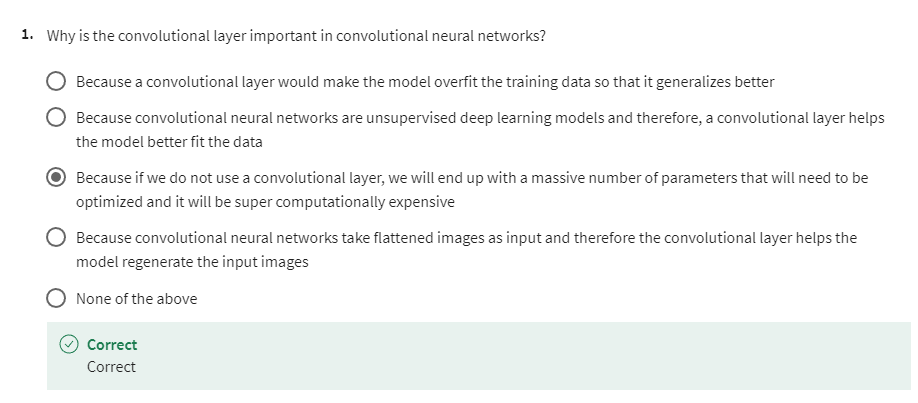 1. Why is the convolutional layer important in convolutional neural networks?
Because a convolutional layer would make the model overfit the training data so that it generalizes better
Because convolutional neural networks are unsupervised deep learning models and therefore, a convolutional layer helps
the model better fit the data
Because if we do not use a convolutional layer, we will end up with a massive number of parameters that will need to be
optimized and it will be super computationally expensive
Because convolutional neural networks take flattened images as input and therefore the convolutional layer helps the
model regenerate the input images
None of the above
Correct
Correct